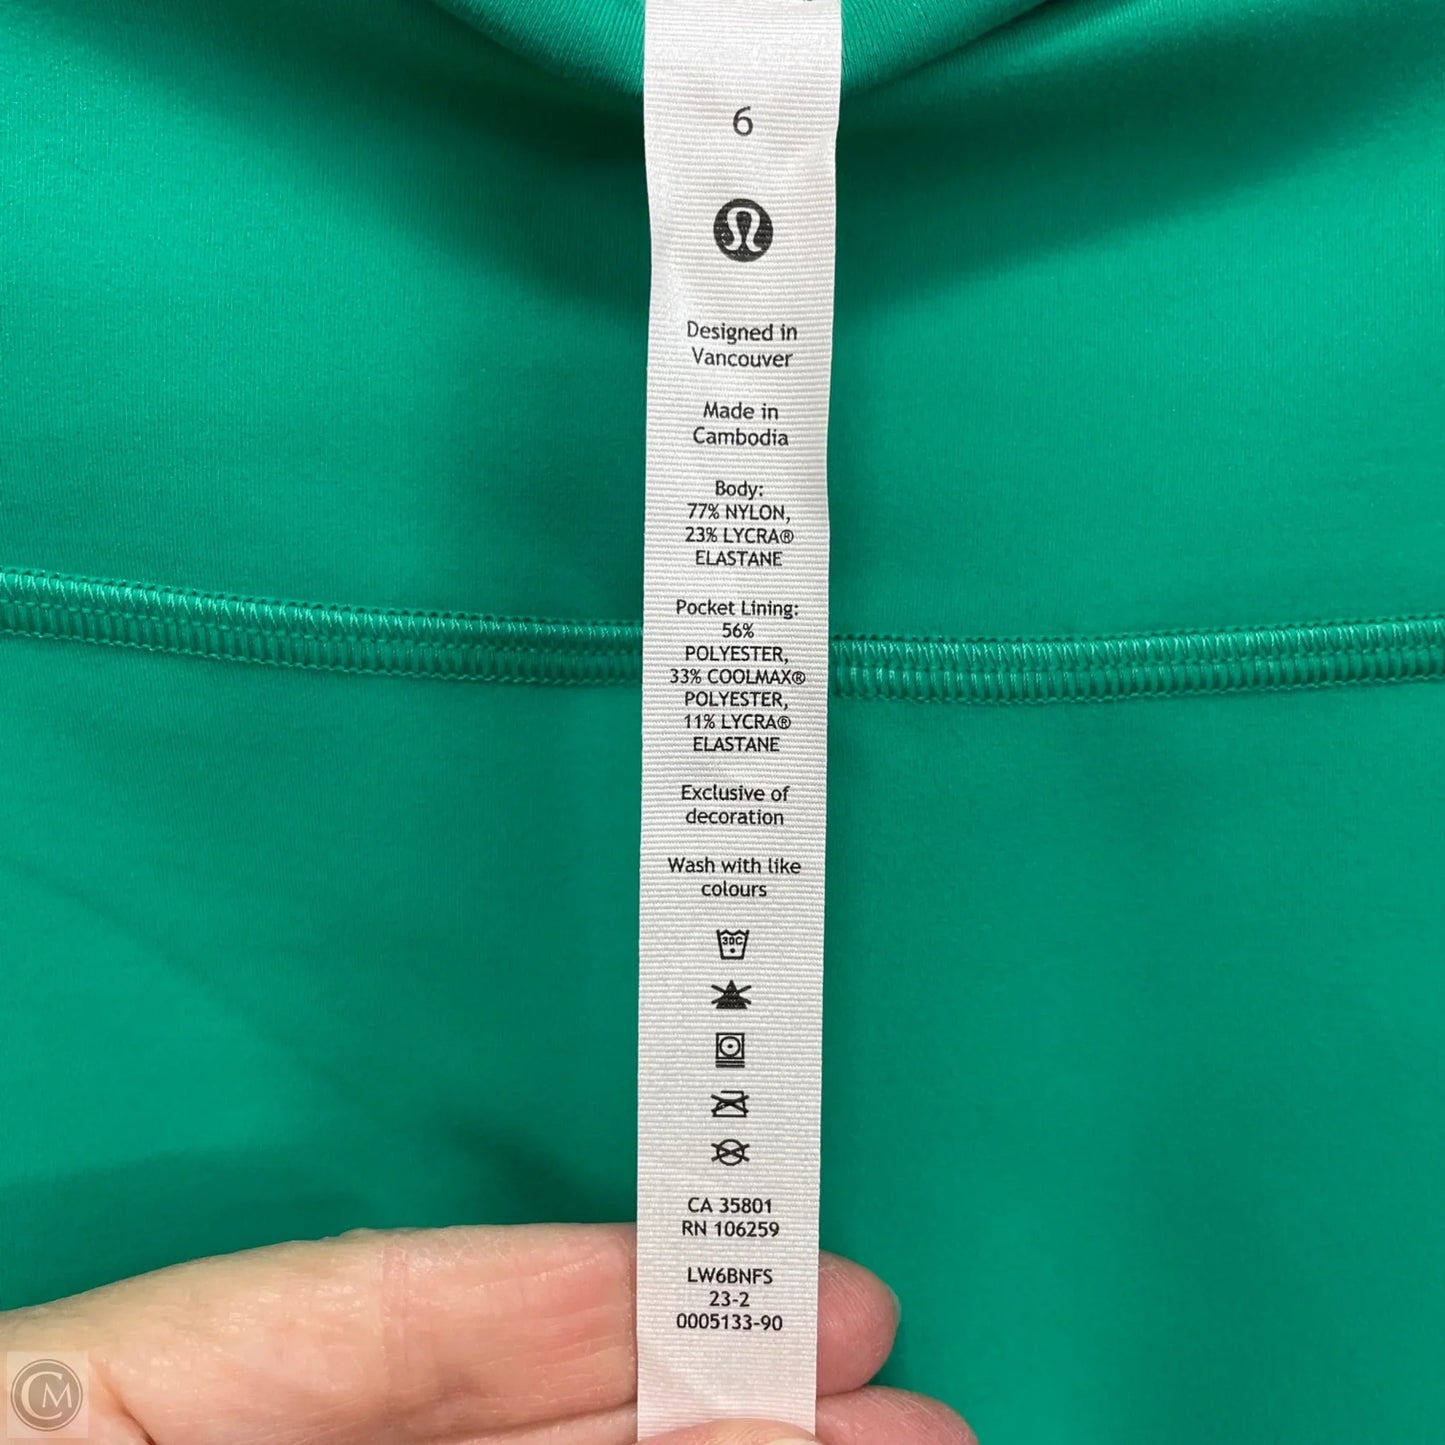 6
Designed in
Vancouver
Made in
Cambodia
Body:
77% NYLON,
23% LYCRA®
ELASTANE
Pocket Lining:
56%
POLYESTER,
33% COOLMAX®
POLYESTER,
11% LYCRA®
ELASTANE
Exclusive of
decoration
Wash with like
colours
30C
CA 35801
RN 106259
LW6BNFS
23-2
0005133-90
CM